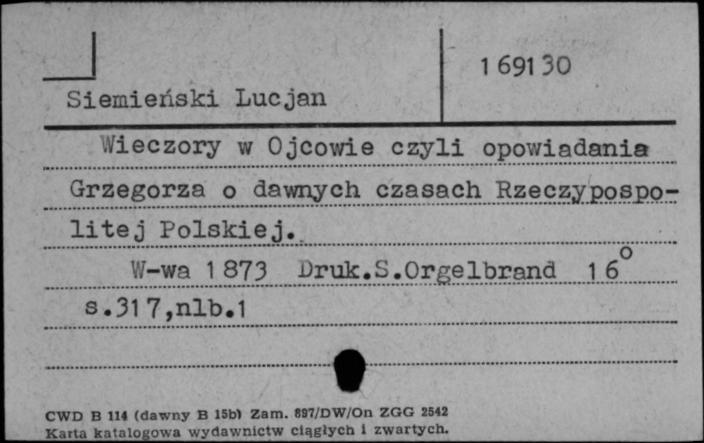 169130
Siemieński Lucjan
Wieczory w Ojcowie czyli opowiadania
Grzegorza o dawnych czasach Rzeczypospo-
litej Polskiej.
W-wa 1873 Druk.S.Orgelbrand 16°
s.317,nlb.1
CWD B 114 (dawny B 15b) Zam. 897/DW/On ZGG 2542
Karta katalogowa wydawnictw ciągłych i zwartych.